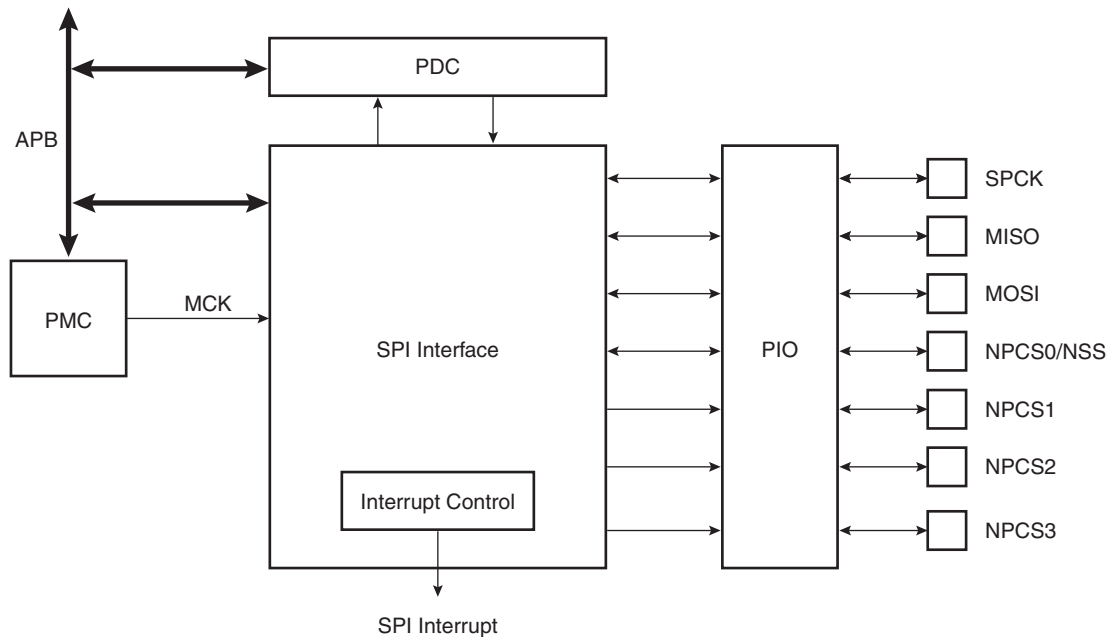 PDC
APB
SPCK
MISO
MCK
MOSI
PMC
SPI Interface
PIO
NPCS0/NSS
NPCS1
NPCS2
Interrupt Control
NPCS3
SPI Interrupt